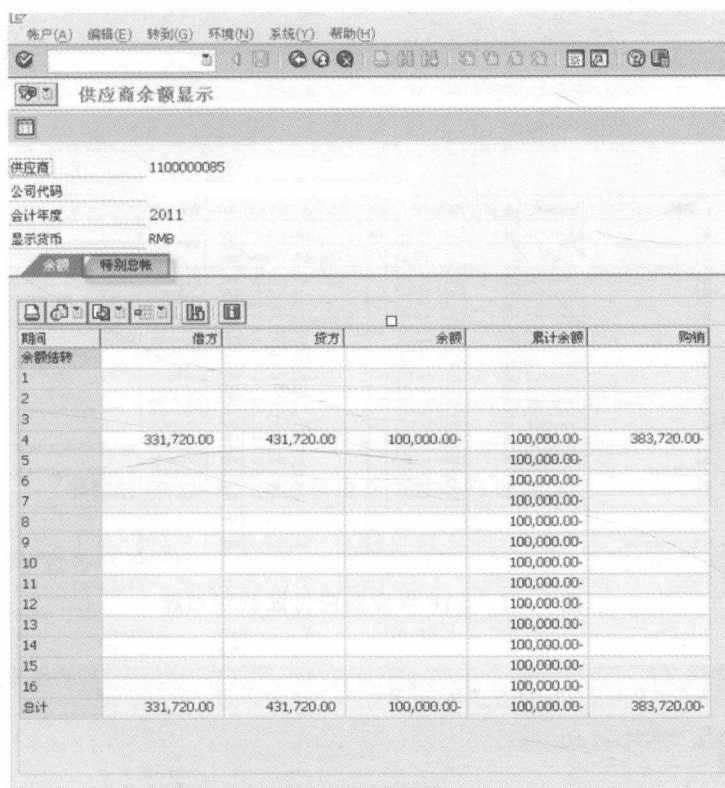 帐户(A) 编辑(E) 转到(G) 环境(N) 系统(Y) 帮助(H)
供应商余额显示
供应商 1100000085
公司代码
会计年度 2011
显示货币 RMB
余额 特别总帐
期间 借方 贷方 余额 累计余额 购销
余额结转
1
2
3
4 331,720.00 431,720.00 100,000.00- 100,000.00- 383,720.00-
5 100,000.00-
6 100,000.00-
7 100,000.00-
8 100,000.00-
9 100,000.00-
10 100,000.00-
11 100,000.00-
12 100,000.00-
13 100,000.00-
14 100,000.00-
15 100,000.00-
16 100,000.00-
总计 331,720.00 431,720.00 100,000.00- 100,000.00- 383,720.00-